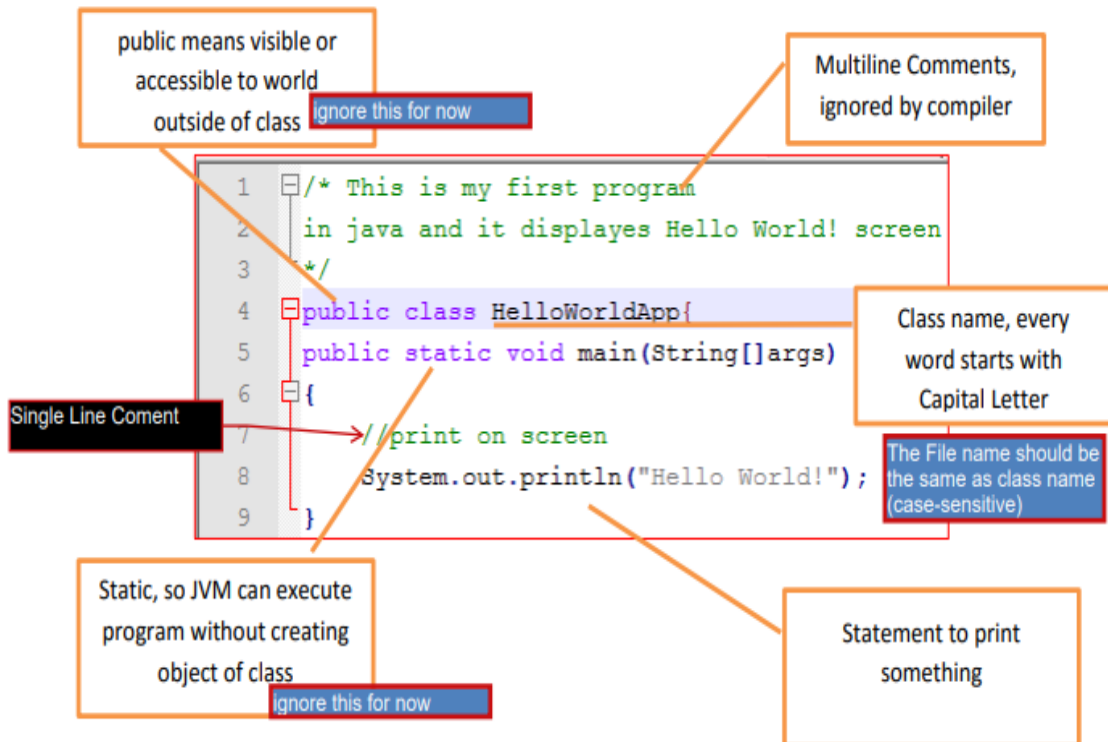 public means visible or
accessible to world
outside of class
ignore this for now
Multiline Comments,
ignored by compiler
1 /* This is my first program
2 in java and it displayes Hello World! screen
3 */
4 public class HelloWorldApp{
5 public static void main(String[]args)
6 {
7 //print on screen
8 System.out.println("Hello World!");
9 }
Class name, every
word starts with
Capital Letter
Single Line Coment
The File name should be
the same as class name
(case-sensitive)
Static, so JVM can execute
program without creating
object of class
ignore this for now
Statement to print
something